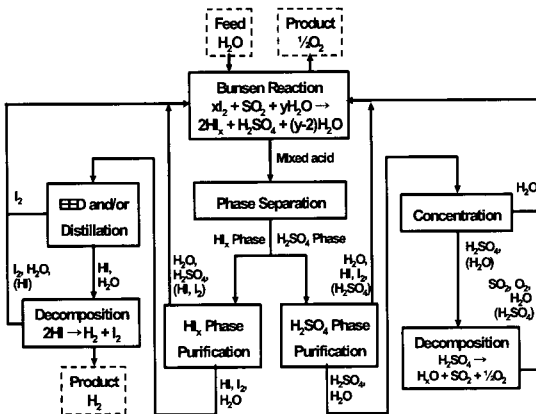 Feed
H₂O
Product
½O₂
Bunsen Reaction
xI₂ + SO₂ + yH₂O →
2HIₓ + H₂SO₄ + (y-2)H₂O
Mixed acid
Phase Separation
HIₓ Phase
H₂SO₄ Phase
I₂
EED and/or
Distillation
I₂, H₂O,
(HI)
HI,
H₂O
Decomposition
2HI → H₂ + I₂
Product
H₂
H₂O,
H₂SO₄,
(HI, I₂)
HIₓ Phase
Purification
HI, I₂,
H₂O
H₂O,
HI, I₂,
(H₂SO₄)
H₂SO₄ Phase
Purification
H₂SO₄,
H₂O
Concentration
H₂O
H₂SO₄,
(H₂O)
SO₂, O₂,
H₂O
(H₂SO₄)
Decomposition
H₂SO₄ →
HₓO + SO₂ + ½O₂